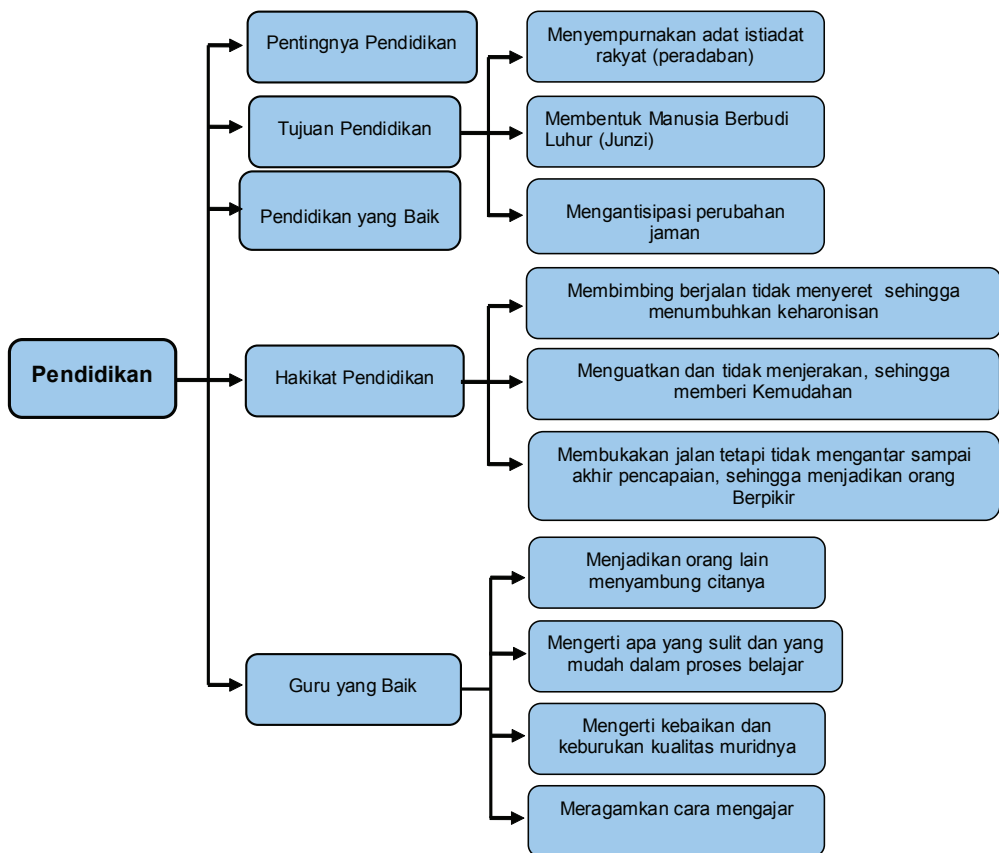 Pentingnya Pendidikan
Menyempurnakan adat istiadat
rakyat (peradaban)
Tujuan Pendidikan
Membentuk Manusia Berbudi
Luhur (Junzi)
Pendidikan yang Baik
Mengantisipasi perubahan
jaman
Pendidikan
Hakikat Pendidikan
Membimbing berjalan tidak menyeret sehingga
menumbuhkan keharonisan
Menguatkan dan tidak menjerakan, sehingga
memberi Kemudahan
Membukakan jalan tetapi tidak mengantar sampai
akhir pencapaian, sehingga menjadikan orang
Berpikir
Guru yang Baik
Menjadikan orang lain
menyambung citanya
Mengerti apa yang sulit dan yang
mudah dalam proses belajar
Mengerti kebaikan dan
keburukan kualitas muridnya
Meragamkan cara mengajar